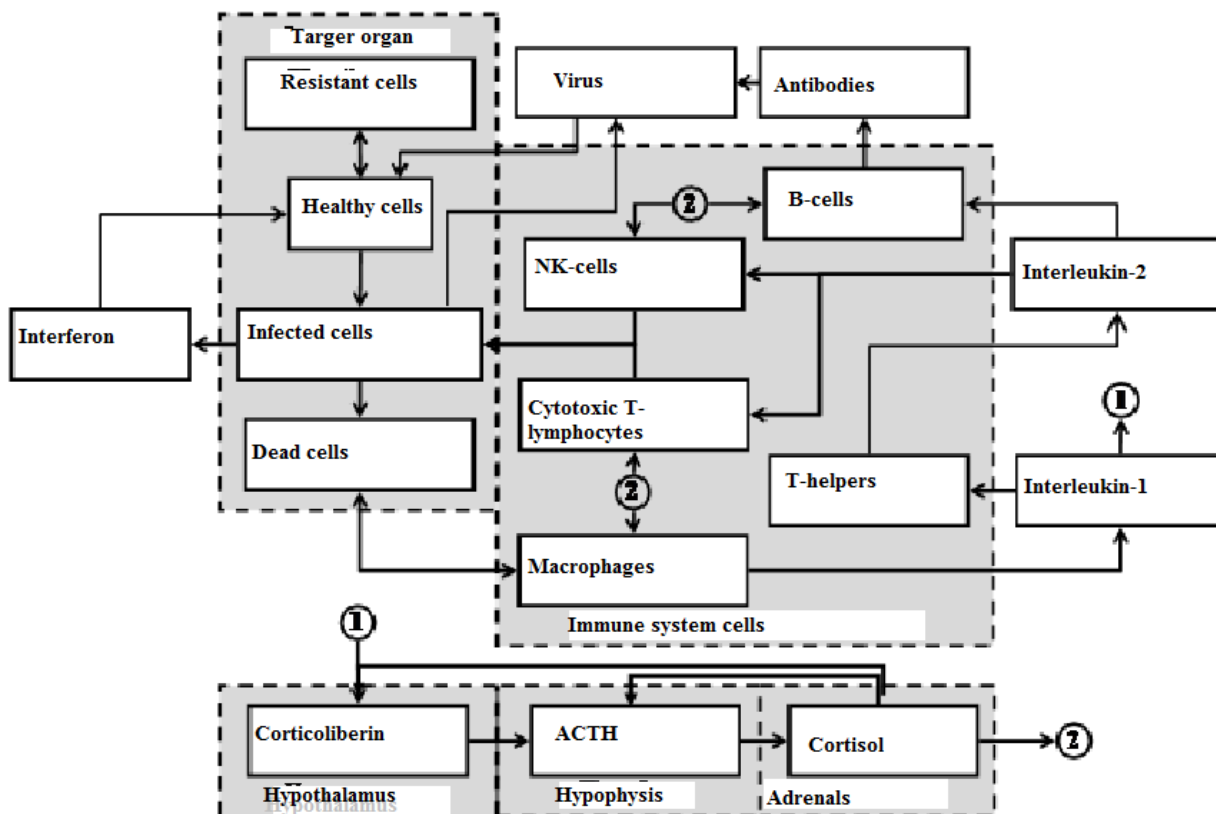 Targer organ
Resistant cells
Virus
Antibodies
Healthy cells
2
B-cells
NK-cells
Interleukin-2
Interferon
Infected cells
Cytotoxic T-
lymphocytes
1
Dead cells
T-helpers
Interleukin-1
2
Macrophages
1
Immune system cells
Corticoliberin
ACTH
Cortisol
2
Hypothalamus
Hypothalamus
Hypophysis
Adrenals